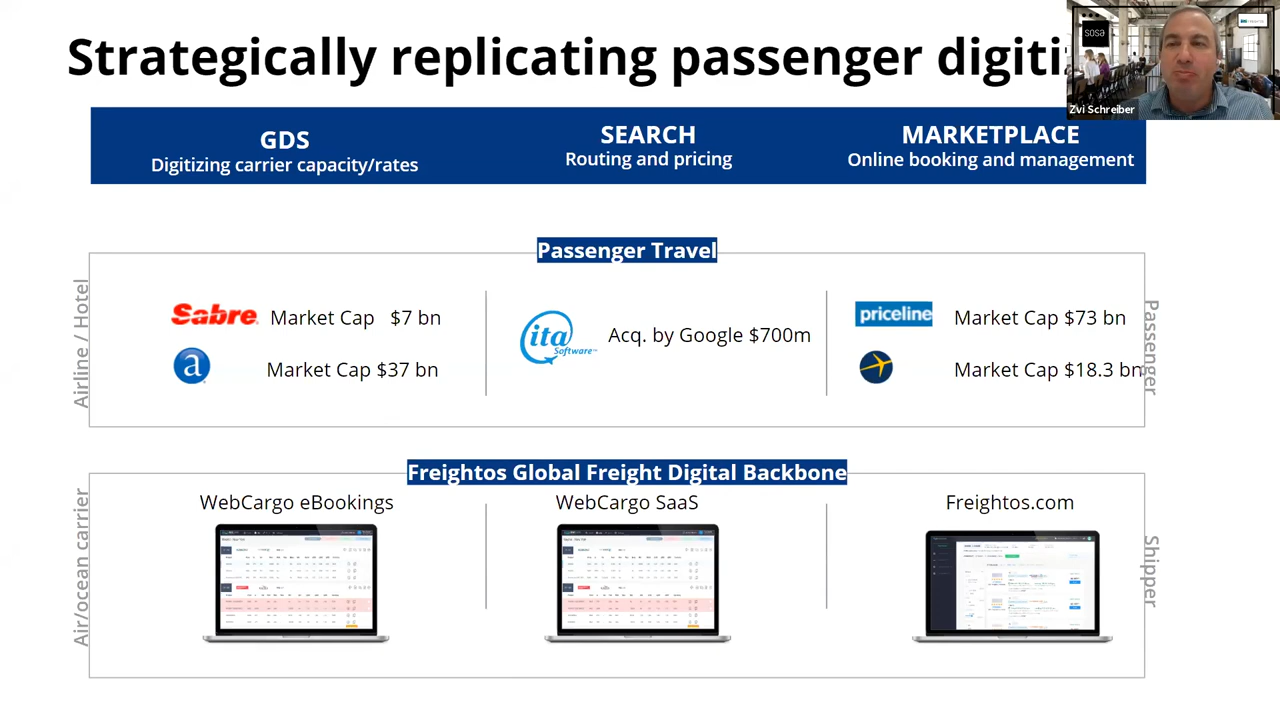 Strategically replicating passenger digiti
sosa
Zvi Schreiber
GDS
Digitizing carrier capacity/rates
SEARCH
Routing and pricing
MARKETPLACE
Online booking and management
Passenger Travel
Airline / Hotel
Sabre Market Cap $7 bn
a Market Cap $37 bn
ita
Software
Acq. by Google $700m
priceline Market Cap $73 bn
Market Cap $18.3 bn
Passenger
Freightos Global Freight Digital Backbone
Air/ocean carrier
WebCargo eBookings
WebCargo SaaS
Freightos.com
Shipper